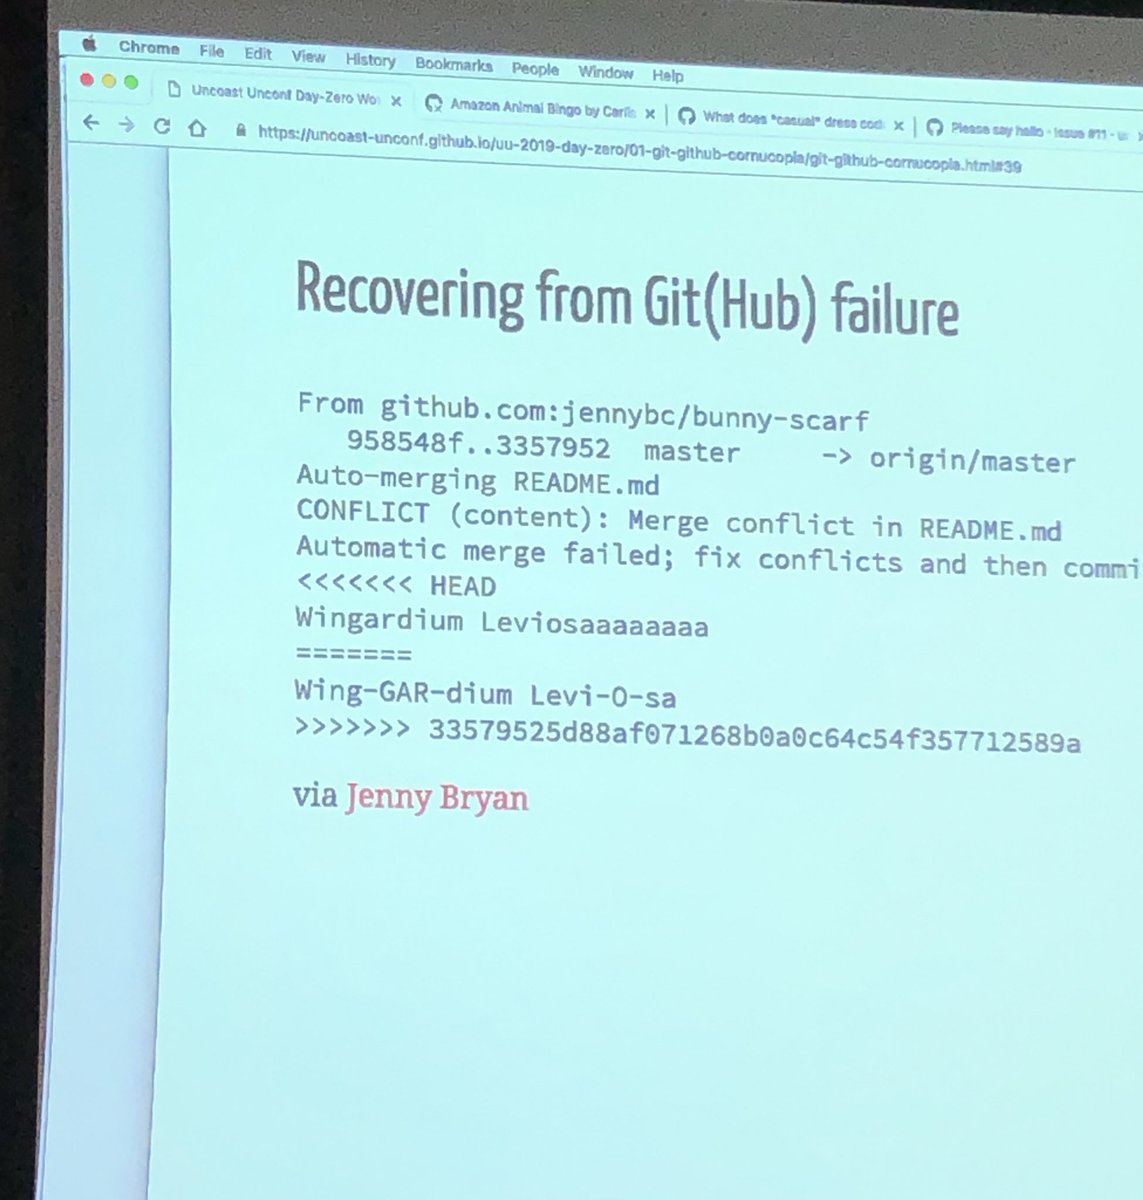 Chrome File Edit View History Bookmarks People Window Help
Uncoast Unconf Day-Zero Wo
Amazon Animal Bingo by Carlis
What does "casual" dress cod
Please say hello · Issue #11 ·
https://uncoast-unconf.github.io/uu-2019-day-zero/01-git-github-cornucopia/git-github-cornucopia.html#39
Recovering from Git(Hub) failure
From github.com:jennybc/bunny-scarf
958548f..3357952 master -> origin/master
Auto-merging README.md
CONFLICT (content): Merge conflict in README.md
Automatic merge failed; fix conflicts and then commi
<<<<<<< HEAD
Wingardium Leviosaaaaaaaa
=======
Wing-GAR-dium Levi-O-sa
>>>>>>> 33579525d88af071268b0a0c64c54f357712589a
via Jenny Bryan